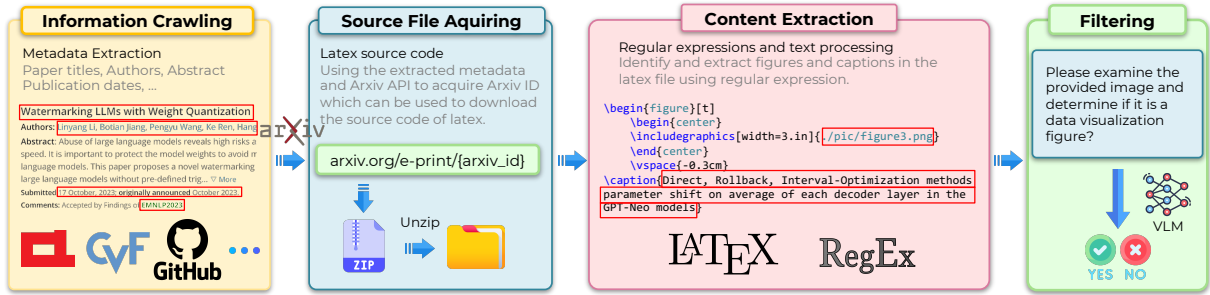 Information Crawling
Metadata Extraction
Paper titles, Authors, Abstract
Publication dates, ...
Watermarking LLMs with Weight Quantization
Authors: Linyang Li, Botian Jiang, Pengyu Wang, Ke Ren, Hang
Abstract: Abuse of large language models reveals high risks a
speed. It is important to protect the model weights to avoid m
language models. This paper proposes a novel watermarking
large language models without pre-defined trig... ▽ More
Submitted 17 October, 2023; originally announced October 2023.
Comments: Accepted by Findings of EMNLP2023
CVF
GitHub
arXiv
Source File Aquiring
Latex source code
Using the extracted metadata
and Arxiv API to acquire Arxiv ID
which can be used to download
the source code of latex.
arxiv.org/e-print/{arxiv_id}
Unzip
ZIP
Content Extraction
Regular expressions and text processing
Identify and extract figures and captions in the
latex file using regular expression.
\begin{figure}[t]
\begin{center}
\includegraphics[width=3.in]{./pic/figure3.png}
\end{center}
\vspace{-0.3cm}
\caption{Direct, Rollback, Interval-Optimization methods
parameter shift on average of each decoder layer in the
GPT-Neo models}
LATEX
RegEx
Filtering
Please examine the
provided image and
determine if it is a
data visualization
figure?
VLM
YES NO